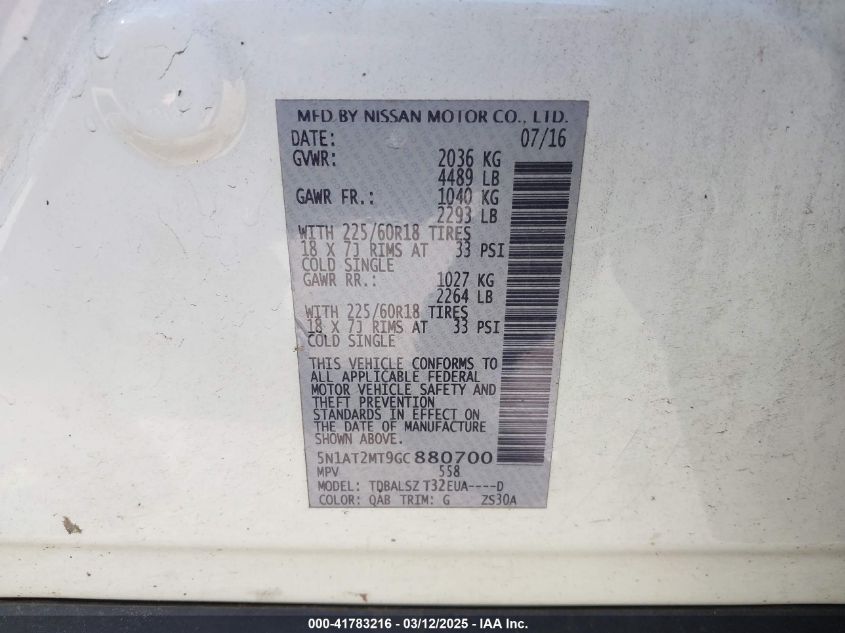 MFD BY NISSAN MOTOR CO., LTD.
DATE: 07/16
GVWR: 2036 KG
4489 LB
GAWR FR.: 1040 KG
2293 LB
WITH 225/60R18 TIRES
18 X 7J RIMS AT 33 PSI
COLD SINGLE
GAWR RR.: 1027 KG
2264 LB
WITH 225/60R18 TIRES
18 X 7J RIMS AT 33 PSI
COLD SINGLE
THIS VEHICLE CONFORMS TO
ALL APPLICABLE FEDERAL
MOTOR VEHICLE SAFETY AND
THEFT PREVENTION
STANDARDS IN EFFECT ON
THE DATE OF MANUFACTURE
SHOWN ABOVE.
5N1AT2MT9GC880700
MPV 558
MODEL: TDBALSZ T32EUA----D
COLOR: QAB TRIM: G ZS30A
000-41783216 - 03/12/2025 - IAA Inc.